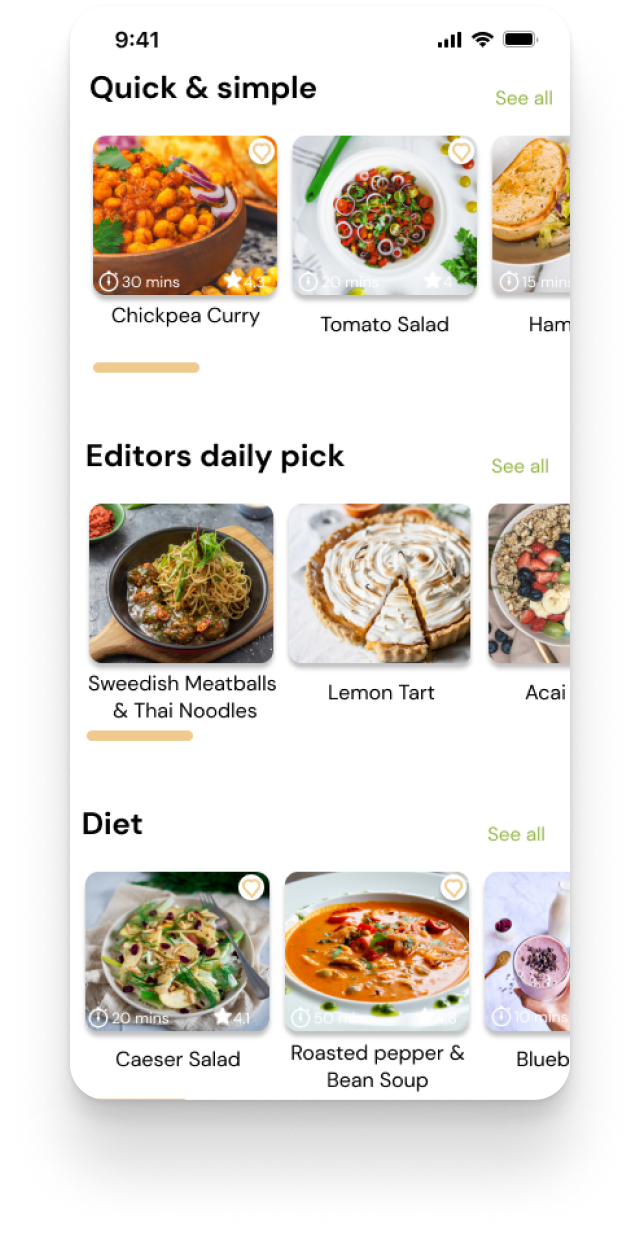 9:41
Quick & simple
See all
30 mins
4.3
20 mins
4
15 mins
Chickpea Curry
Tomato Salad
Ham
Editors daily pick
See all
Sweedish Meatballs
& Thai Noodles
Lemon Tart
Acai
Diet
See all
20 mins
4.1
50 mins
10 mins
Caeser Salad
Roasted pepper &
Bean Soup
Blueb